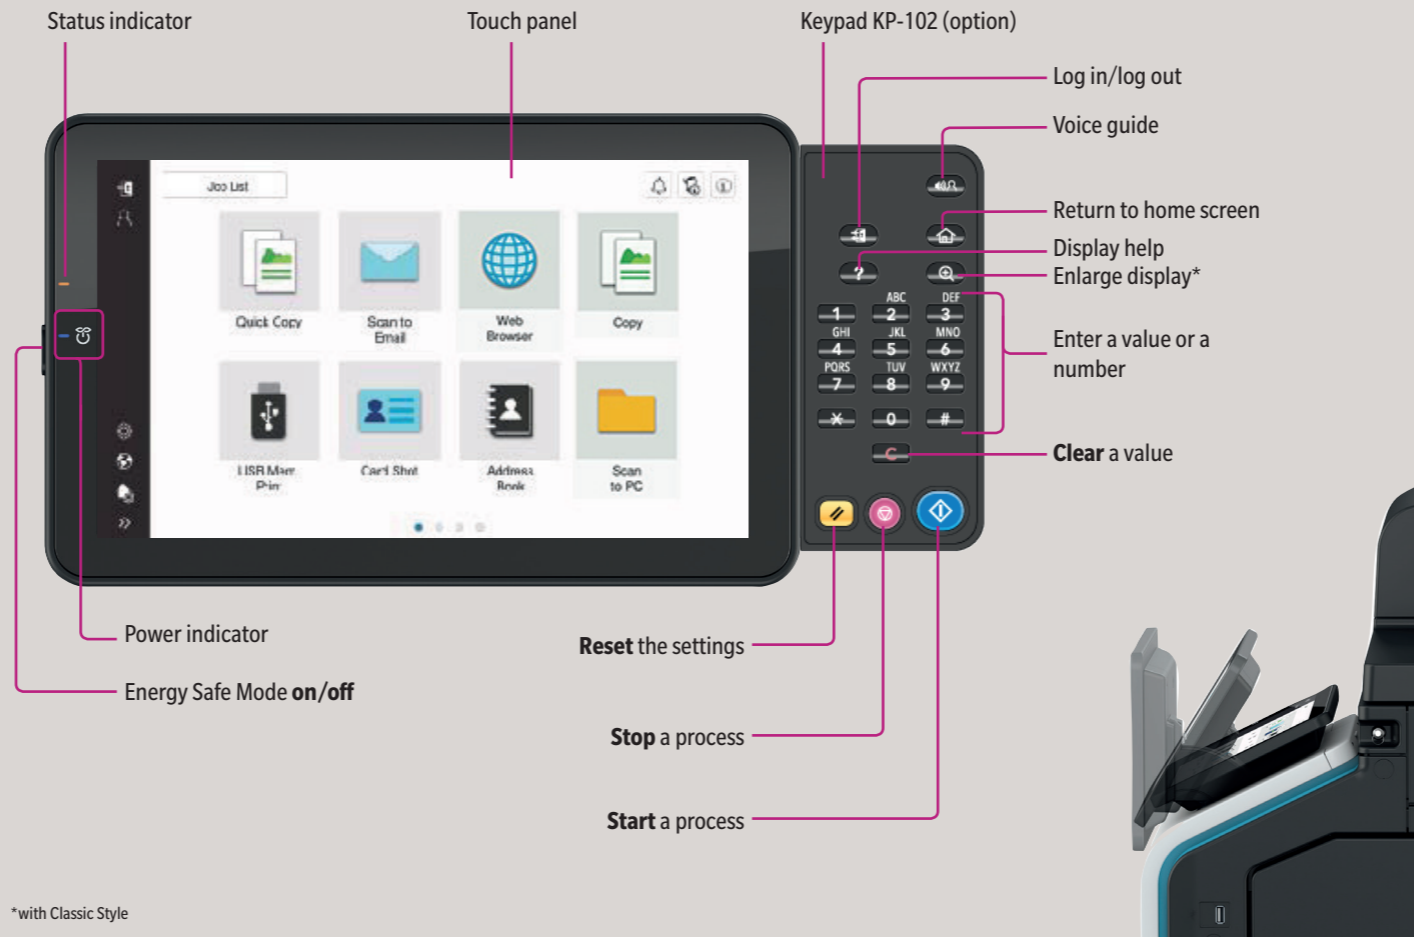 Status indicator
Touch panel
Keypad KP-102 (option)
Log in/log out
Voice guide
Return to home screen
Display help
Enlarge display*
Enter a value or a
number
Clear a value
Job List
Quick Copy
Scan to
Email
Web
Browser
Copy
USB Mem.
Card Shot
Address
Book
Scan
to PC
?
ABC DEF
1 2 3
GHI JKL MNO
4 5 6
PQRS TUV WXYZ
7 8 9
* 0 #
C
Power indicator
Energy Safe Mode on/off
Reset the settings
Stop a process
Start a process
*with Classic Style